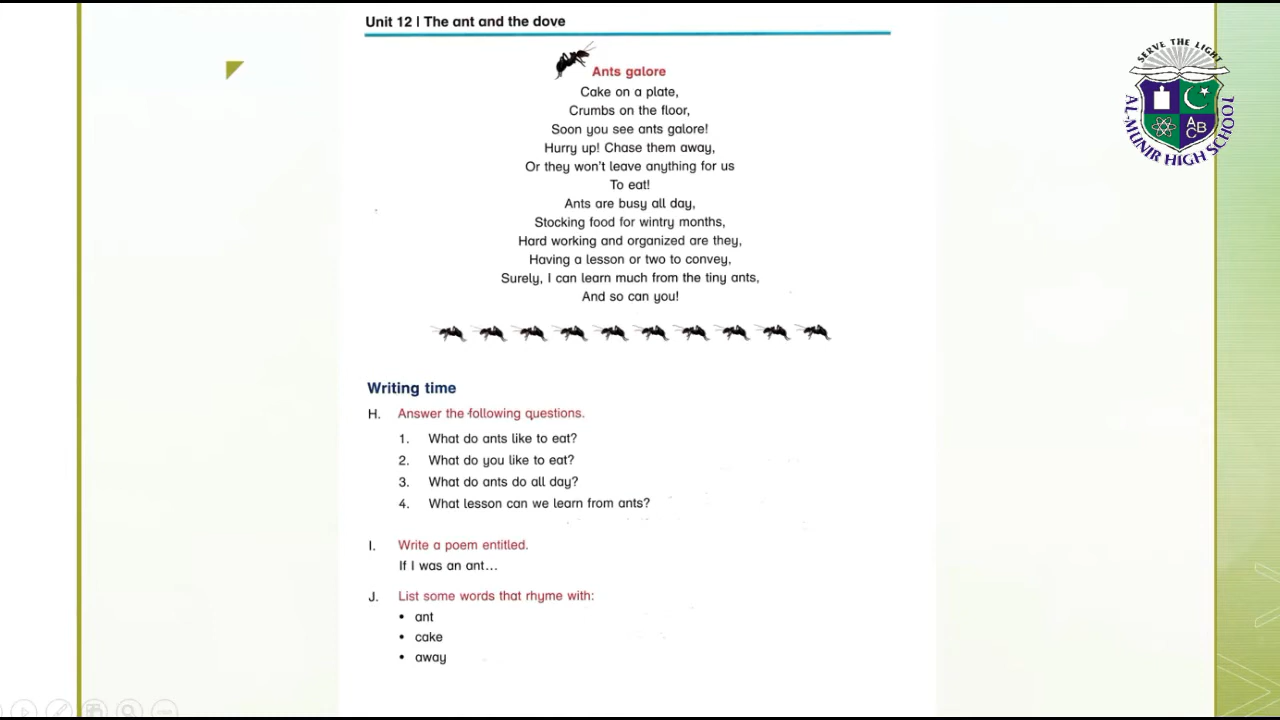 Unit 12 | The ant and the dove
SERVE THE LIGHT
AL-MUNIR HIGH SCHOOL
A B
C
Ants galore
Cake on a plate,
Crumbs on the floor,
Soon you see ants galore!
Hurry up! Chase them away,
Or they won't leave anything for us
To eat!
Ants are busy all day,
Stocking food for wintry months,
Hard working and organized are they,
Having a lesson or two to convey,
Surely, I can learn much from the tiny ants,
And so can you!
Writing time
H. Answer the following questions.
1. What do ants like to eat?
2. What do you like to eat?
3. What do ants do all day?
4. What lesson can we learn from ants?
I. Write a poem entitled.
If I was an ant...
J. List some words that rhyme with:
• ant
• cake
• away